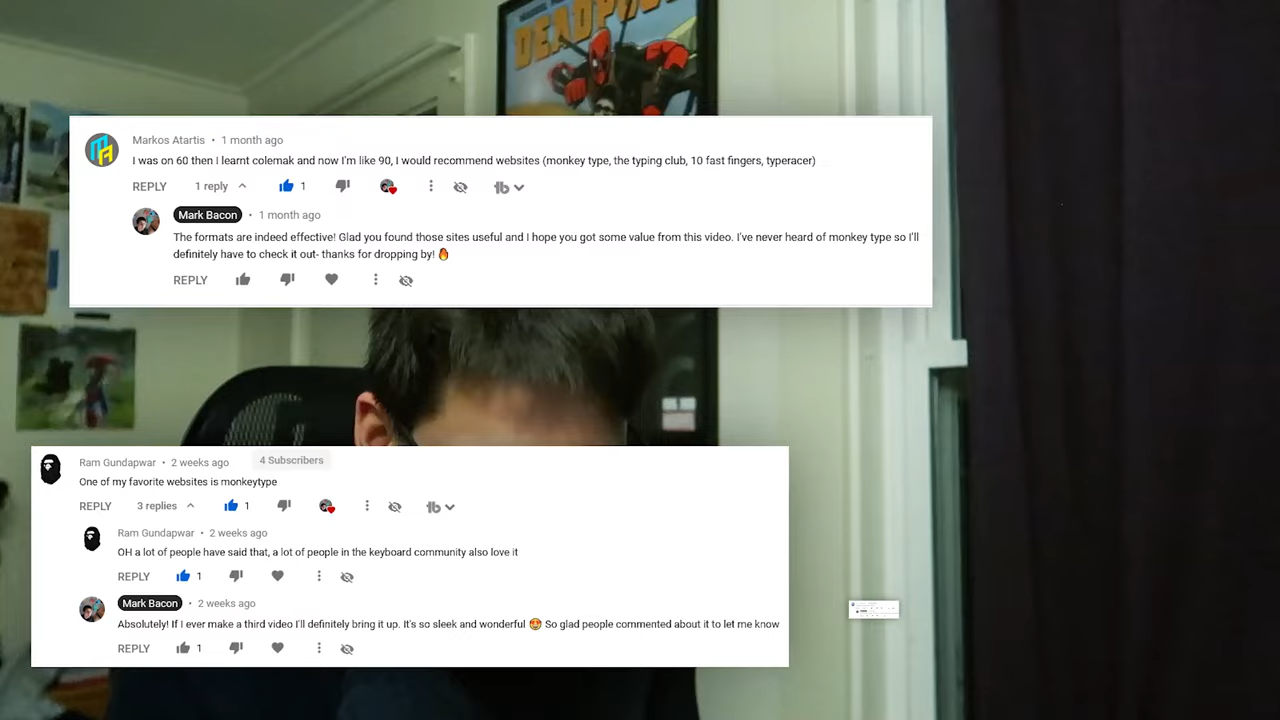 DEADPOOL
Markos Atartis • 1 month ago
I was on 60 then I learnt colemak and now I'm like 90, I would recommend websites (monkey type, the typing club, 10 fast fingers, typeracer)
REPLY 1 reply 1
Mark Bacon • 1 month ago
The formats are indeed effective! Glad you found those sites useful and I hope you got some value from this video. I've never heard of monkey type so I'll
definitely have to check it out- thanks for dropping by! 🔥
REPLY
Ram Gundapwar • 2 weeks ago 4 Subscribers
One of my favorite websites is monkeytype
REPLY 3 replies 1
Ram Gundapwar • 2 weeks ago
OH a lot of people have said that, a lot of people in the keyboard community also love it
REPLY 1
Mark Bacon • 2 weeks ago
Absolutely! If I ever make a third video I'll definitely bring it up. It's so sleek and wonderful 😍 So glad people commented about it to let me know
REPLY 1